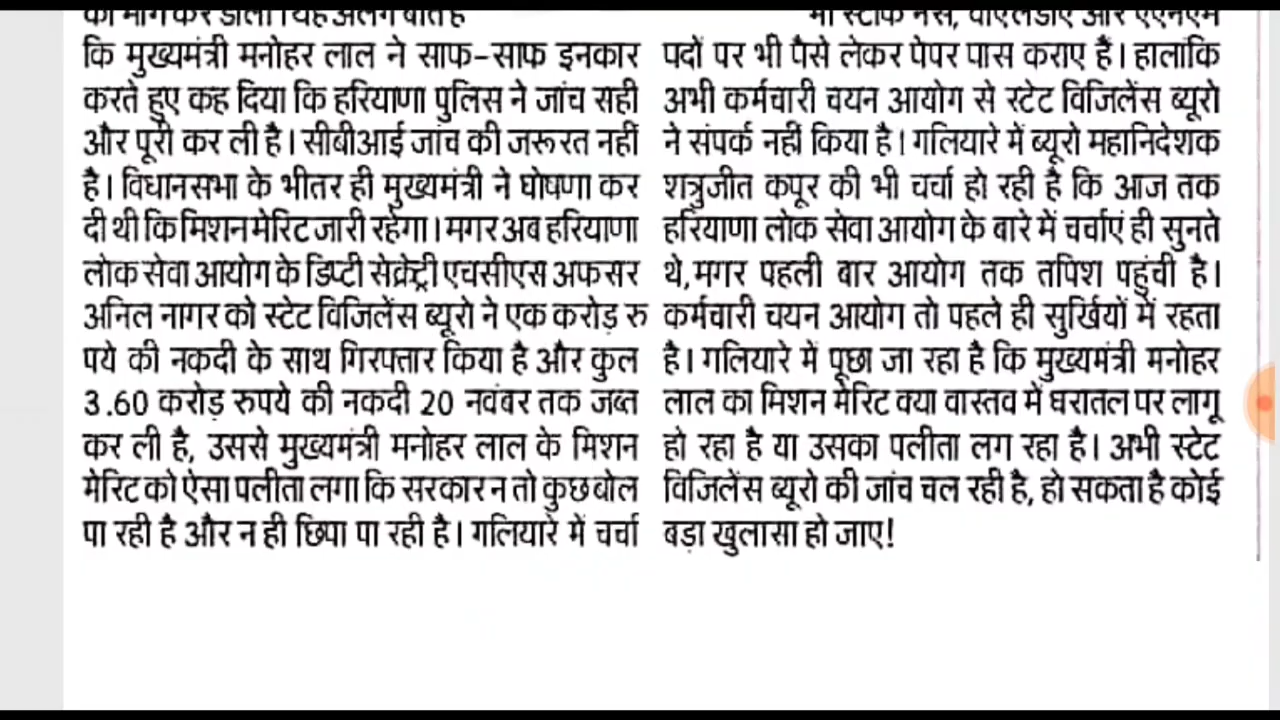 कि मुख्यमंत्री मनोहर लाल ने साफ-साफ इनकार
करते हुए कह दिया कि हरियाणा पुलिस ने जांच सही
और पूरी कर ली है। सीबीआई जांच की जरूरत नहीं
है। विधानसभा के भीतर ही मुख्यमंत्री ने घोषणा कर
दी थी कि मिशन मेरिट जारी रहेगा। मगर अब हरियाणा
लोक सेवा आयोग के डिप्टी सेक्रेट्री एचसीएस अफसर
अनिल नागर को स्टेट विजिलेंस ब्यूरो ने एक करोड़ रु
पये की नकदी के साथ गिरफ्तार किया है और कुल
3.60 करोड़ रुपये की नकदी 20 नवंबर तक जब्त
कर ली है, उससे मुख्यमंत्री मनोहर लाल के मिशन
मेरिट को ऐसा पलीता लगा कि सरकार न तो कुछ बोल
पा रही है और न ही छिपा पा रही है। गलियारे में चर्चा
स्टाफ नर्स, वीएलडीए और एएनएम
पदों पर भी पैसे लेकर पेपर पास कराए हैं। हालाकि
अभी कर्मचारी चयन आयोग से स्टेट विजिलेंस ब्यूरो
ने संपर्क नहीं किया है। गलियारे में ब्यूरो महानिदेशक
शत्रुजीत कपूर की भी चर्चा हो रही है कि आज तक
हरियाणा लोक सेवा आयोग के बारे में चर्चाएं ही सुनते
थे, मगर पहली बार आयोग तक तपिश पहुंची है।
कर्मचारी चयन आयोग तो पहले ही सुर्खियों में रहता
है। गलियारे में पूछा जा रहा है कि मुख्यमंत्री मनोहर
लाल का मिशन मेरिट क्या वास्तव में घरातल पर लागू
हो रहा है या उसका पलीता लग रहा है। अभी स्टेट
विजिलेंस ब्यूरो की जांच चल रही है, हो सकता है कोई
बड़ा खुलासा हो जाए!